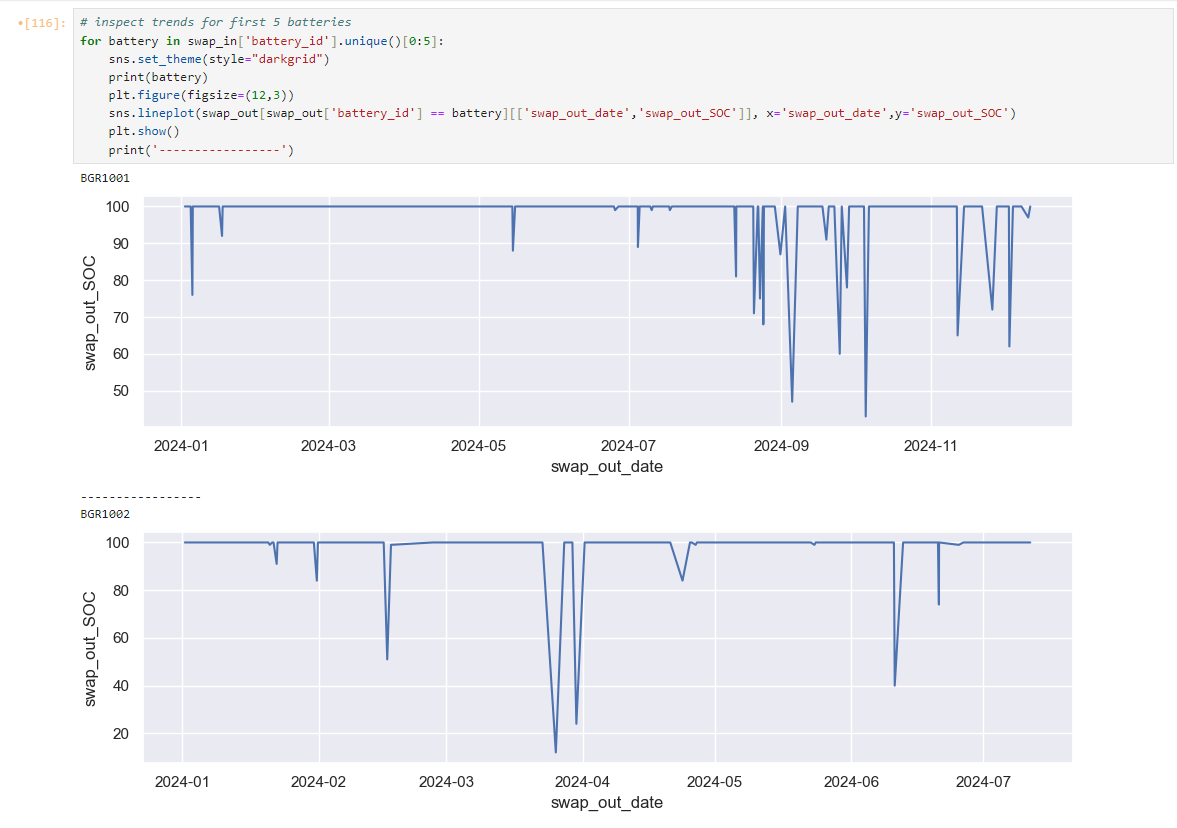 [116]:
# inspect trends for first 5 batteries
for battery in swap_in['battery_id'].unique()[0:5]:
    sns.set_theme(style="darkgrid")
    print(battery)
    plt.figure(figsize=(12,3))
    sns.lineplot(swap_out[swap_out['battery_id'] == battery][['swap_out_date','swap_out_SOC']], x='swap_out_date',y='swap_out_SOC')
    plt.show()
    print('-----------------')
BGR1001
100
90
80
70
60
50
swap_out_SOC
2024-01 2024-03 2024-05 2024-07 2024-09 2024-11
swap_out_date
-----------------
BGR1002
100
80
60
40
20
swap_out_SOC
2024-01 2024-02 2024-03 2024-04 2024-05 2024-06 2024-07
swap_out_date